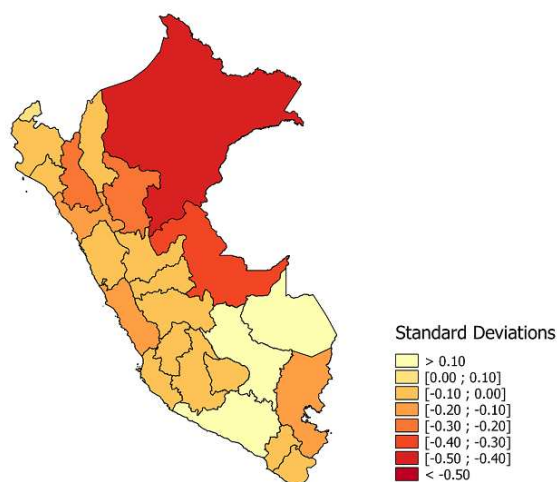 Standard Deviations
> 0.10
[0.00 ; 0.10]
[-0.10 ; 0.00]
[-0.20 ; -0.10]
[-0.30 ; -0.20]
[-0.40 ; -0.30]
[-0.50 ; -0.40]
< -0.50